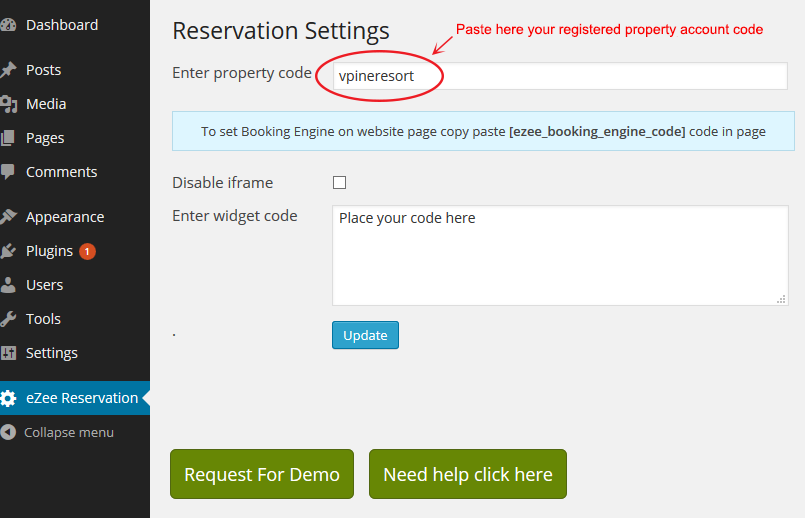 Dashboard
Posts
Media
Pages
Comments
Appearance
Plugins 1
Users
Tools
Settings
eZee Reservation
Collapse menu
Reservation Settings
Paste here your registered property account code
Enter property code vpineresort
To set Booking Engine on website page copy paste [ezee_booking_engine_code] code in page
Disable iframe
Enter widget code Place your code here
. Update
Request For Demo Need help click here